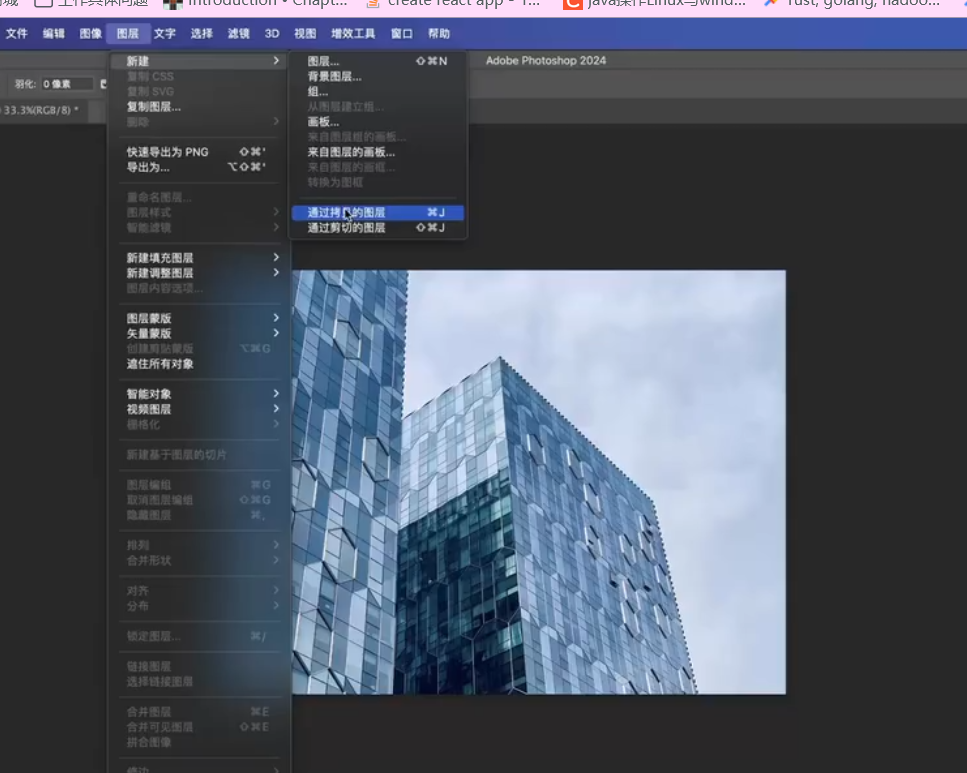 工作具体问题
Introduction • Chapt...
create react app - 1...
java操作Linux与wind...
rust, golang, hadoo...
文件 编辑 图像 图层 文字 选择 滤镜 3D 视图 增效工具 窗口 帮助
Adobe Photoshop 2024
羽化: 0 像素
33.3%(RGB/8) *
新建
复制 CSS
复制 SVG
复制图层...
删除
快速导出为 PNG ⇧⌘'
导出为... ⌥⇧⌘'
重命名图层...
图层样式
智能滤镜
新建填充图层
新建调整图层
图层内容选项...
图层蒙版
矢量蒙版
创建剪贴蒙版 ⌥⌘G
遮住所有对象
智能对象
视频图层
栅格化
新建基于图层的切片
图层编组 ⌘G
取消图层编组 ⇧⌘G
隐藏图层 ⌘,
排列
合并形状
对齐
分布
锁定图层... ⌘/
链接图层
选择链接图层
合并图层 ⌘E
合并可见图层 ⇧⌘E
拼合图像
修边
图层... ⇧⌘N
背景图层...
组...
从图层建立组...
画板...
来自图层组的画板...
来自图层的画板...
来自图层的画框...
转换为图框
通过拷贝的图层 ⌘J
通过剪切的图层 ⇧⌘J